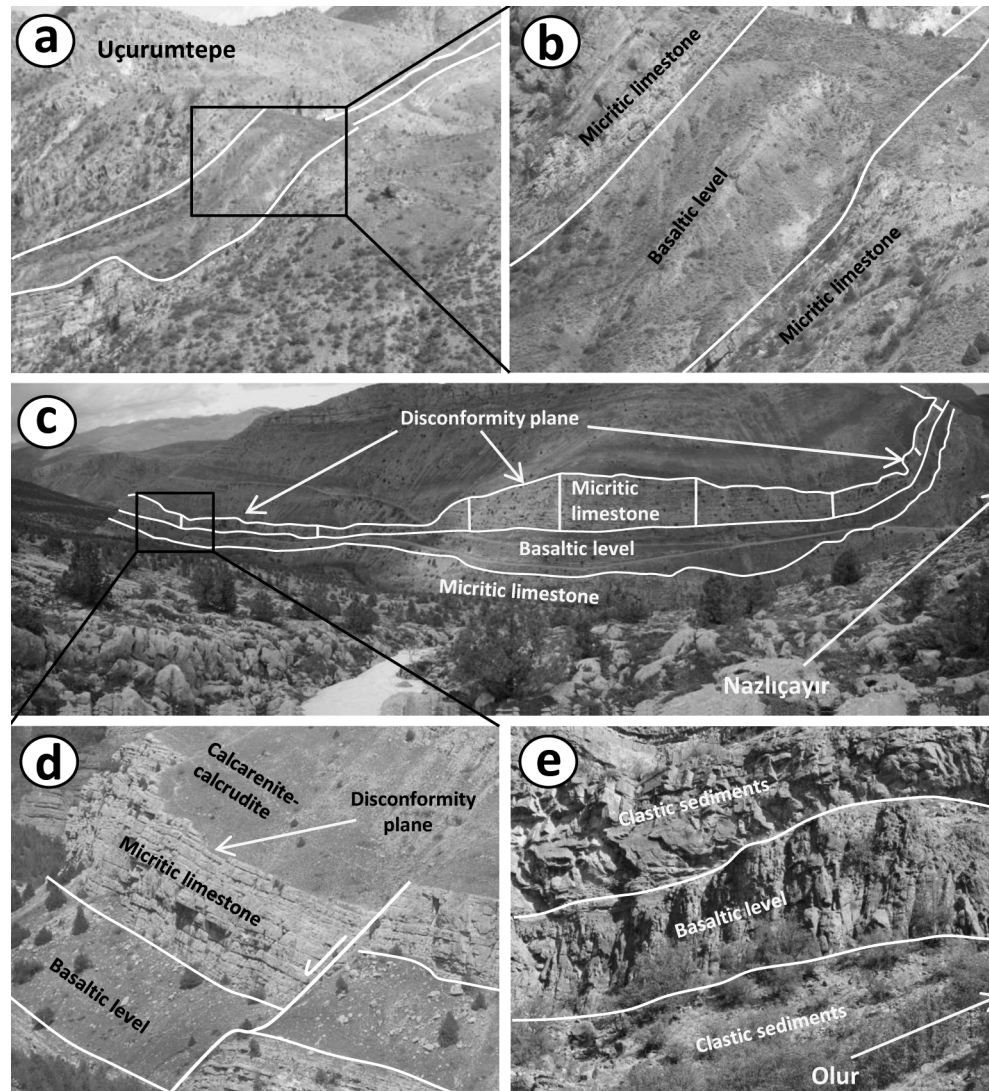 a
Uçurumtepe
b
Micritic limestone
Basaltic level
Micritic limestone
c
Disconformity plane
Micritic
limestone
Basaltic level
Micritic limestone
Nazlıçayır
d
Calcarenite-
calcrudite
Disconformity
plane
Micritic limestone
Basaltic level
e
Clastic sediments
Basaltic level
Clastic sediments
Olur